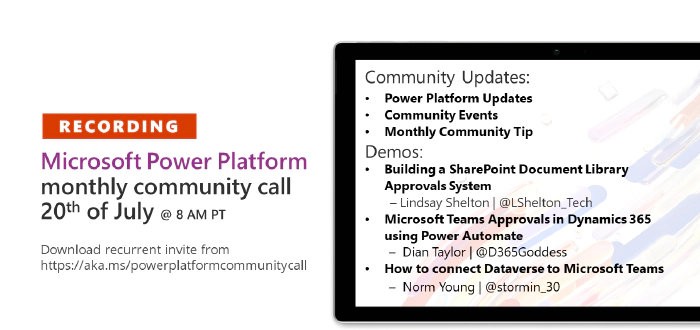 RECORDING
Microsoft Power Platform
monthly community call
20th of July @ 8 AM PT
Download recurrent invite from
https://aka.ms/powerplatformcommunitycall
Community Updates:
• Power Platform Updates
• Community Events
• Monthly Community Tip
Demos:
• Building a SharePoint Document Library
Approvals System
– Lindsay Shelton | @LShelton_Tech
• Microsoft Teams Approvals in Dynamics 365
using Power Automate
– Dian Taylor | @D365Goddess
• How to connect Dataverse to Microsoft Teams
– Norm Young | @stormin_30